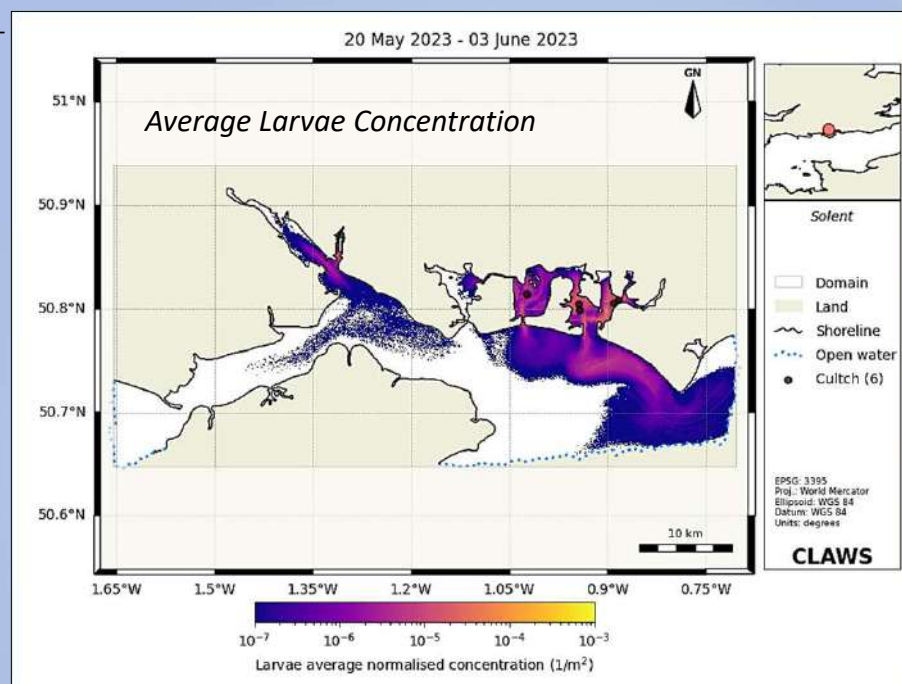 20 May 2023 - 03 June 2023
Average Larvae Concentration
GN
51°N
50.9°N
50.8°N
50.7°N
50.6°N
1.65°W 1.5°W 1.35°W 1.2°W 1.05°W 0.9°W 0.75°W
10 km
10⁻⁷ 10⁻⁶ 10⁻⁵ 10⁻⁴ 10⁻³
Larvae average normalised concentration (1/m²)
Solent
Domain
Land
Shoreline
Open water
Cultch (6)
EPSG: 3395
Proj.: World Mercator
Ellipsoid: WGS 84
Datum: WGS 84
Units: degrees
CLAWS